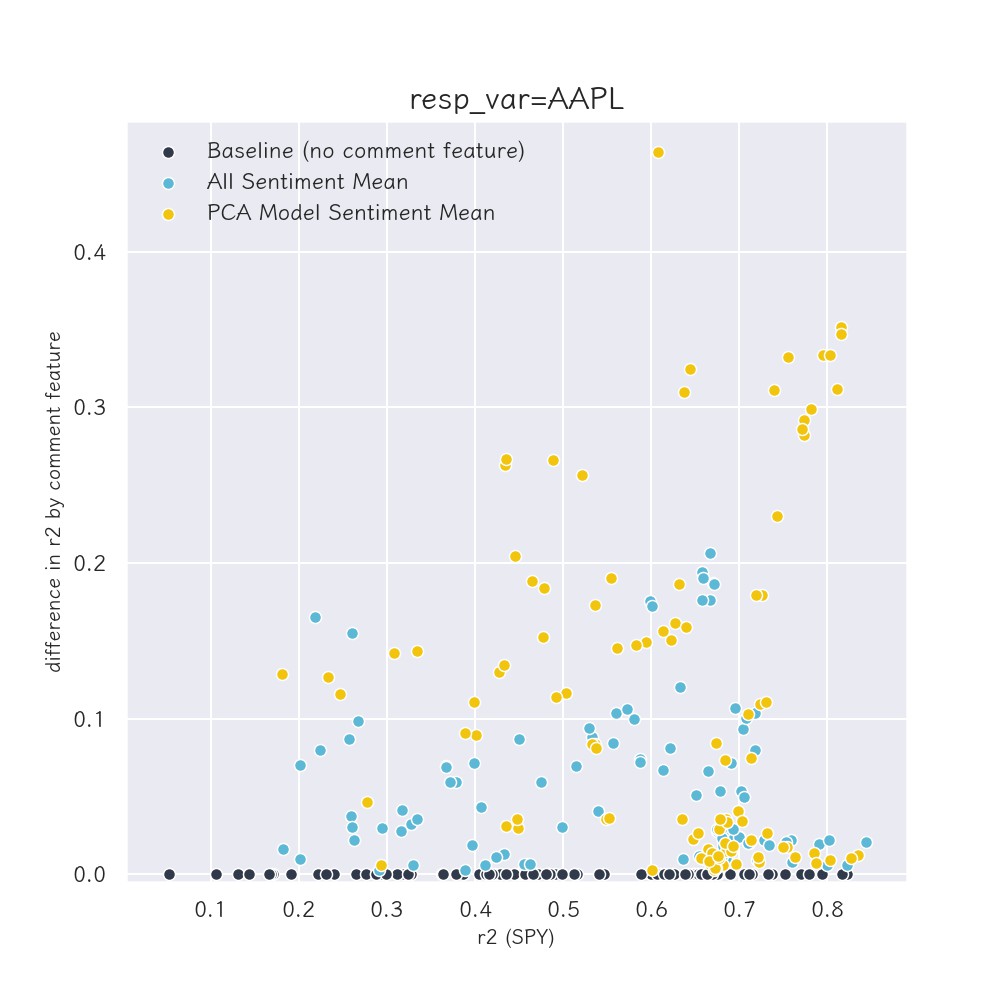 resp_var=AAPL
Baseline (no comment feature)
All Sentiment Mean
PCA Model Sentiment Mean
difference in r2 by comment feature
0.4
0.3
0.2
0.1
0.0
0.1 0.2 0.3 0.4 0.5 0.6 0.7 0.8
r2 (SPY)